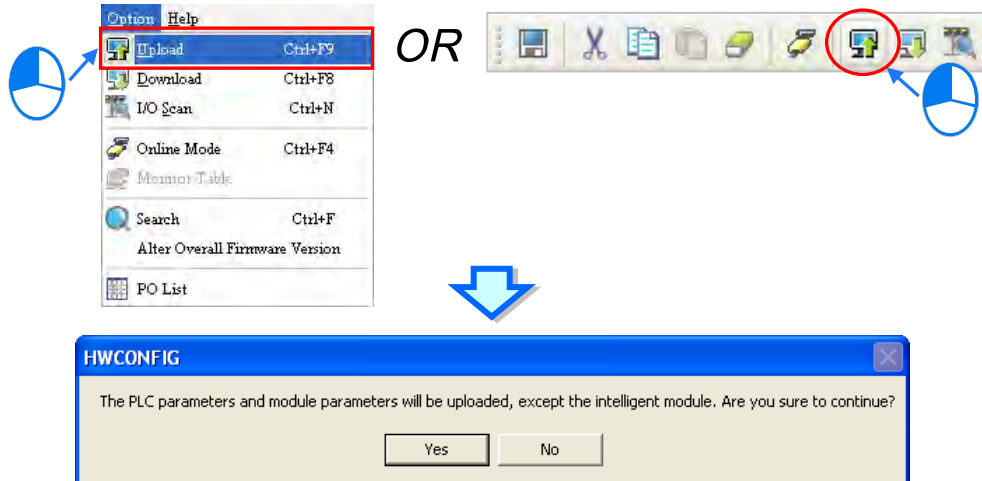 Option Help
Upload Ctrl+F9
Download Ctrl+F8
I/O Scan Ctrl+N
Online Mode Ctrl+F4
Monitor Table
Search Ctrl+F
Alter Overall Firmware Version
PO List
OR
HWCONFIG
The PLC parameters and module parameters will be uploaded, except the intelligent module. Are you sure to continue?
Yes No